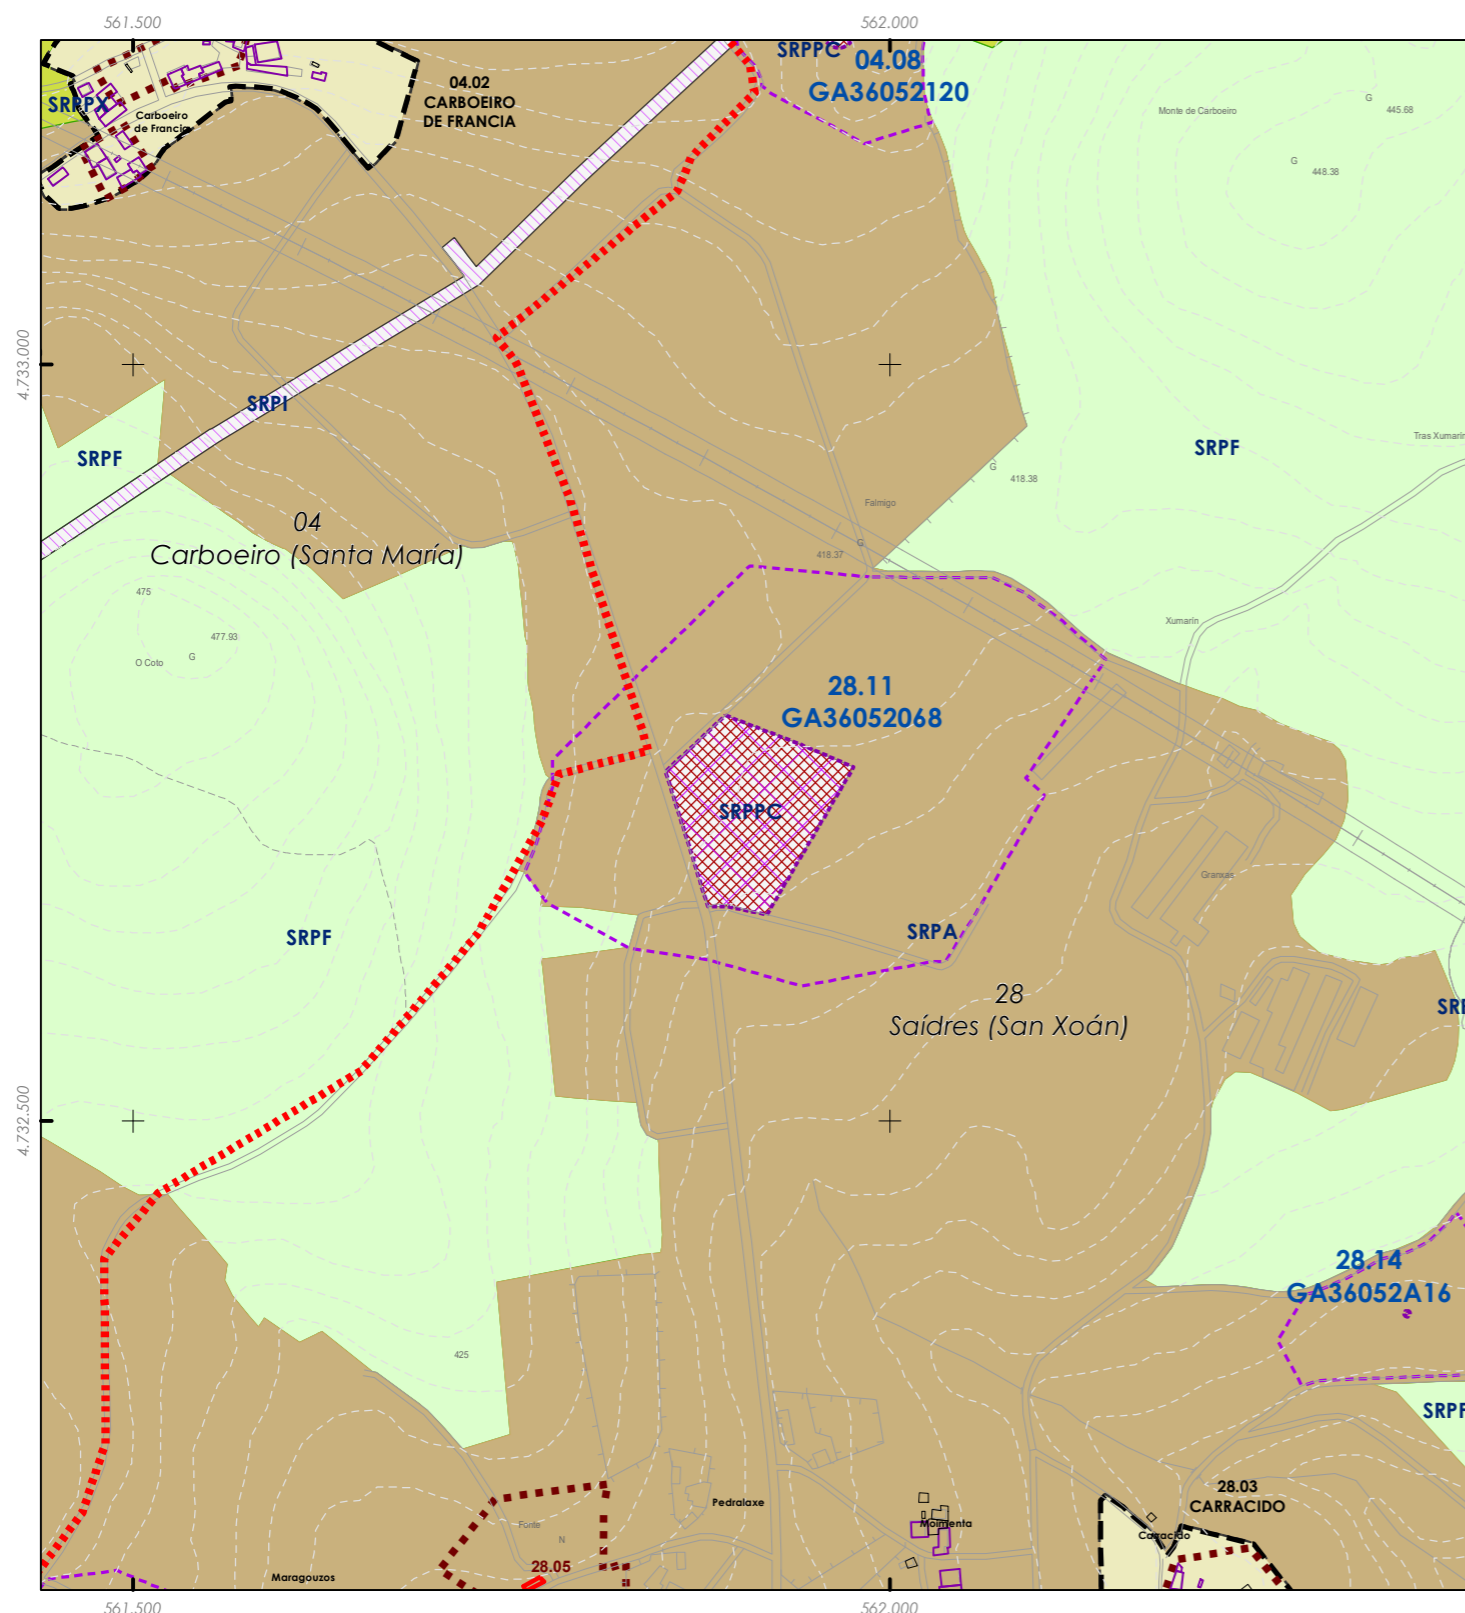 561.500
562.000
SRPPC
04.08
GA36052120
04.02
CARBOEIRO
DE FRANCIA
SRPPX
Carboeiro
de Francia
G
445.68
Monte de Carboeiro
G
448.38
4.733.000
SRPI
SRPF
SRPF
Tras Xumarín
G
418.38
Falmigo
04
Carboeiro (Santa María)
G
418.37
475
477.93
G
O Coto
Xumarín
28.11
GA36052068
SRPPC
Granxas
SRPF
SRPA
28
Saídres (San Xoán)
4.732.500
28.14
GA36052A16
425
SRPF
28.03
CARRACIDO
Pedralaxe
Fonte
N
Moimenta
Carracido
28.05
Maragouzos
561.500
562.000